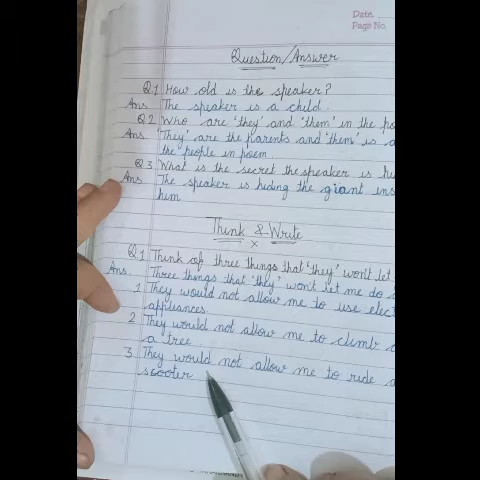 Date
Page No.
Question/Answer
Q.1 How old is the speaker?
Ans The speaker is a child.
Q2 Who are 'they' and 'them' in the
Ans. 'They' are the parents and 'them' is
the people in poem.
Q.3 What is the secret the speaker is
Ans The speaker is hiding the giant
him
Think & Write
x
Q.1 Think of three things that 'they' won't let
Ans. Three things that 'they' won't let me do
1 They would not allow me to use
appliances.
2 They would not allow me to climb
a tree
3 They would not allow me to ride
scooter